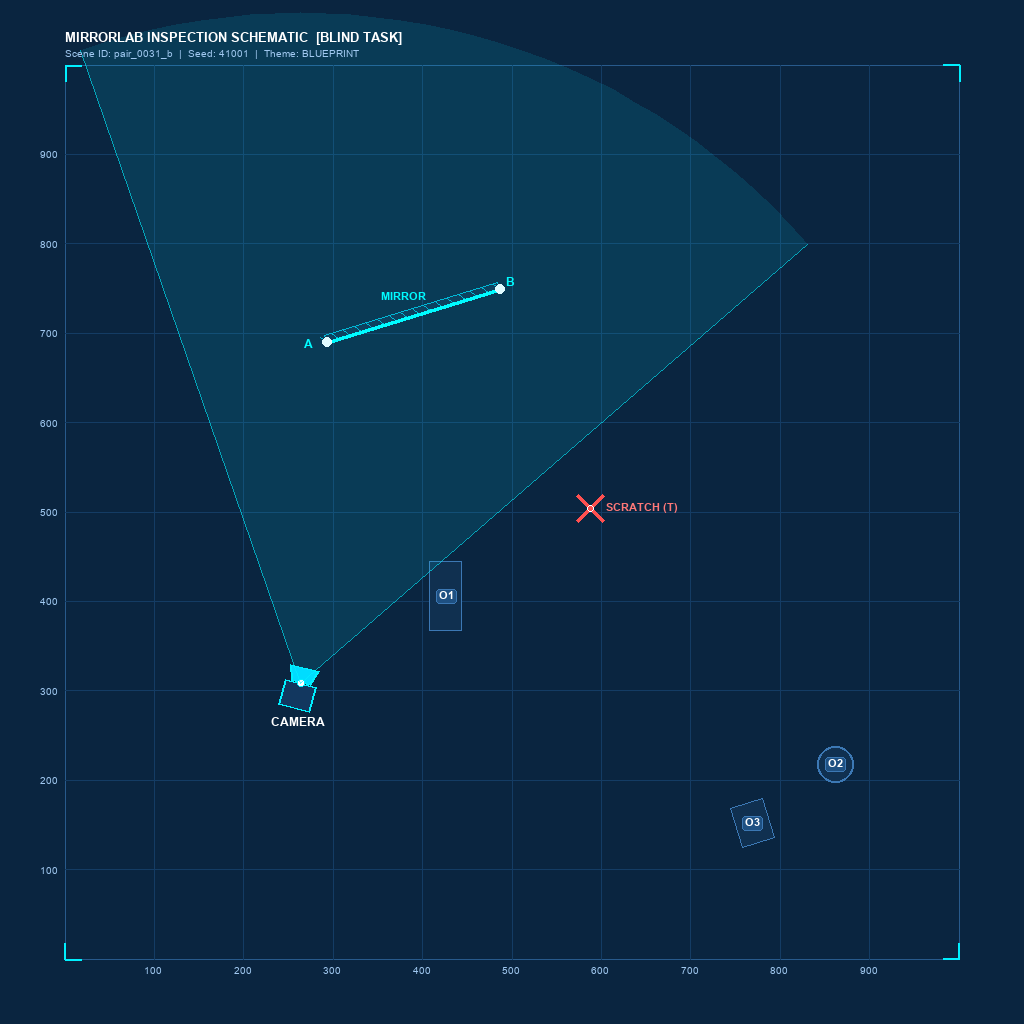 MIRRORLAB INSPECTION SCHEMATIC [BLIND TASK]
Scene ID: pair_0031_b | Seed: 41001 | Theme: BLUEPRINT
900
800
700
600
500
400
300
200
100
B
MIRROR
A
SCRATCH (T)
O1
CAMERA
O2
O3
100 200 300 400 500 600 700 800 900